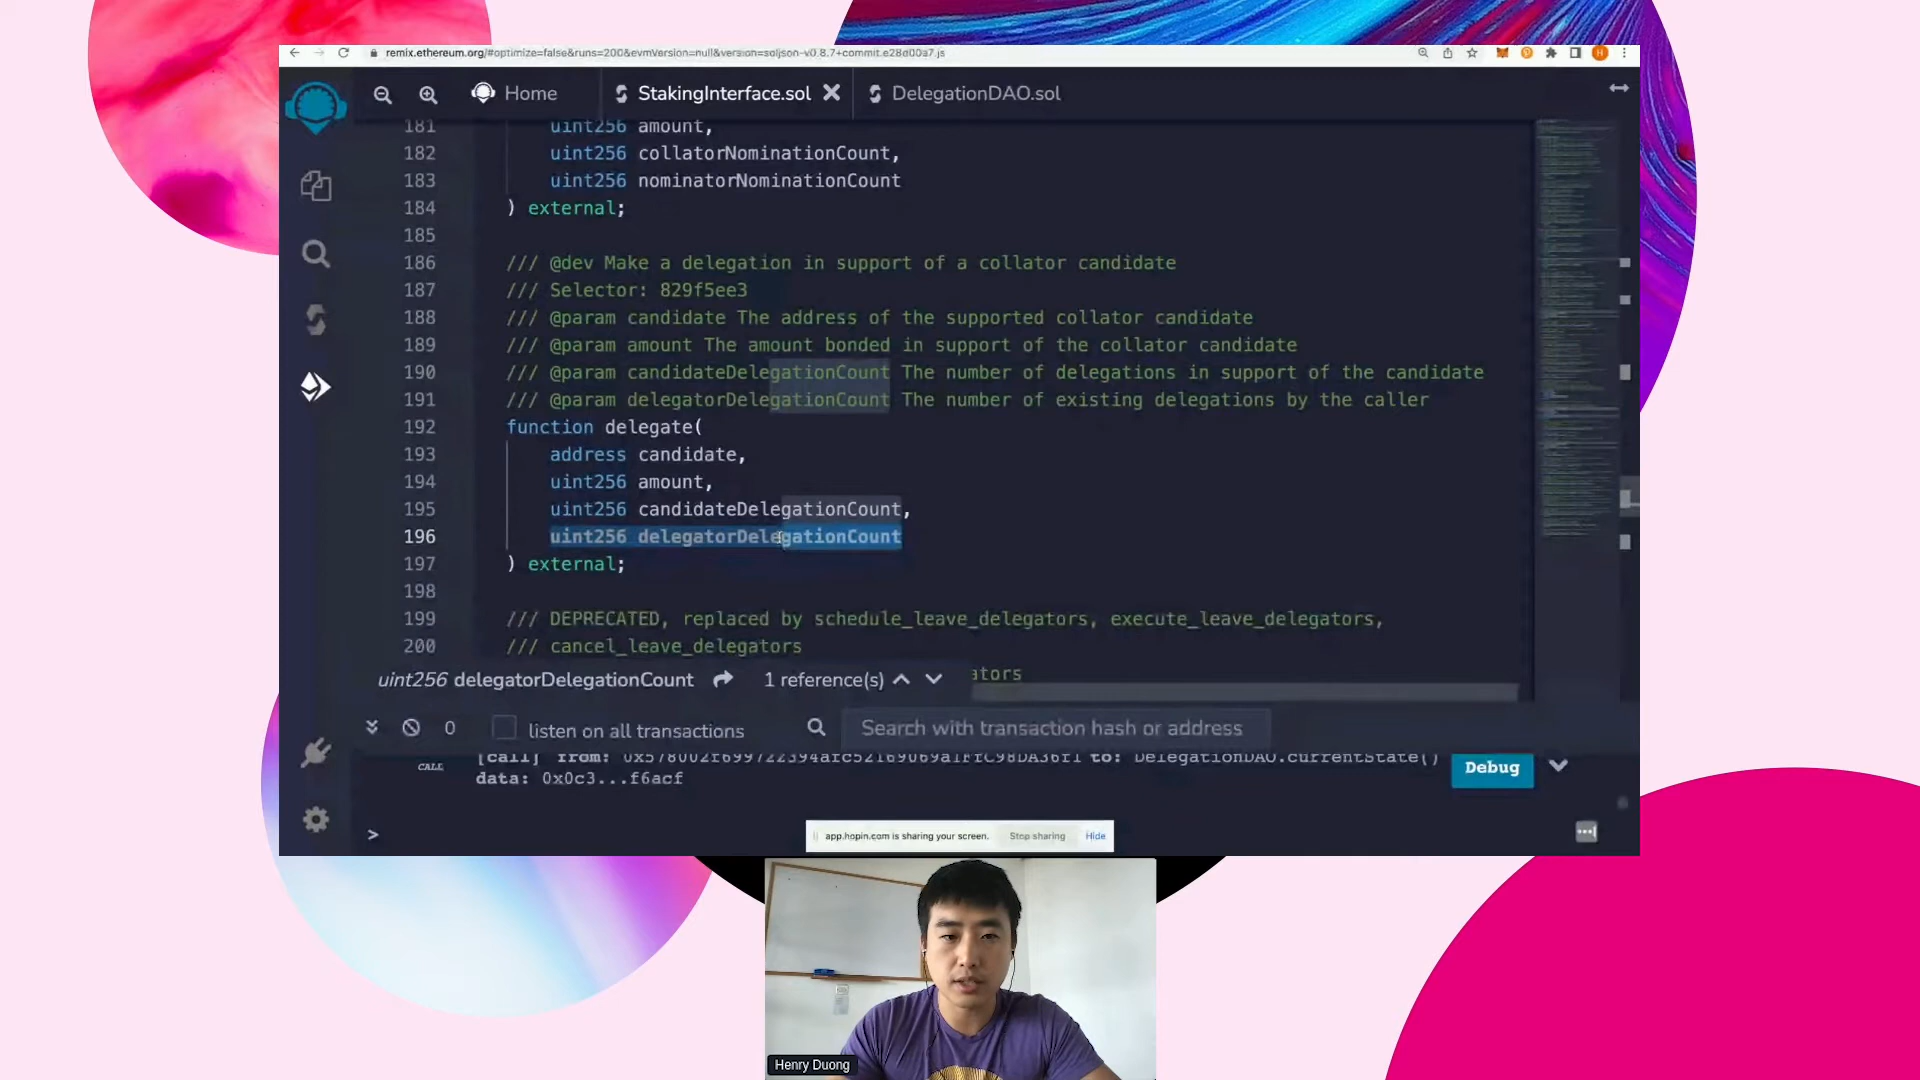 remix.ethereum.org/#optimize=false&runs=200&evmVersion=null&version=soljson-v0.8.7+commit.e28d00a7.js
Home
StakingInterface.sol
DelegationDAO.sol
181 uint256 amount,
182 uint256 collatorNominationCount,
183 uint256 nominatorNominationCount
184 ) external;
185
186 /// @dev Make a delegation in support of a collator candidate
187 /// Selector: 829f5ee3
188 /// @param candidate The address of the supported collator candidate
189 /// @param amount The amount bonded in support of the collator candidate
190 /// @param candidateDelegationCount The number of delegations in support of the candidate
191 /// @param delegatorDelegationCount The number of existing delegations by the caller
192 function delegate(
193 address candidate,
194 uint256 amount,
195 uint256 candidateDelegationCount,
196 uint256 delegatorDelegationCount
197 ) external;
198
199 /// DEPRECATED, replaced by schedule_leave_delegators, execute_leave_delegators,
200 /// cancel_leave_delegators
ators
uint256 delegatorDelegationCount 1 reference(s)
0 listen on all transactions Search with transaction hash or address
CALL [call] from: to: DelegationDAO.currentState()
data: 0x0c3...f6acf
Debug
>
app.hopin.com is sharing your screen. Stop sharing Hide
Henry Duong